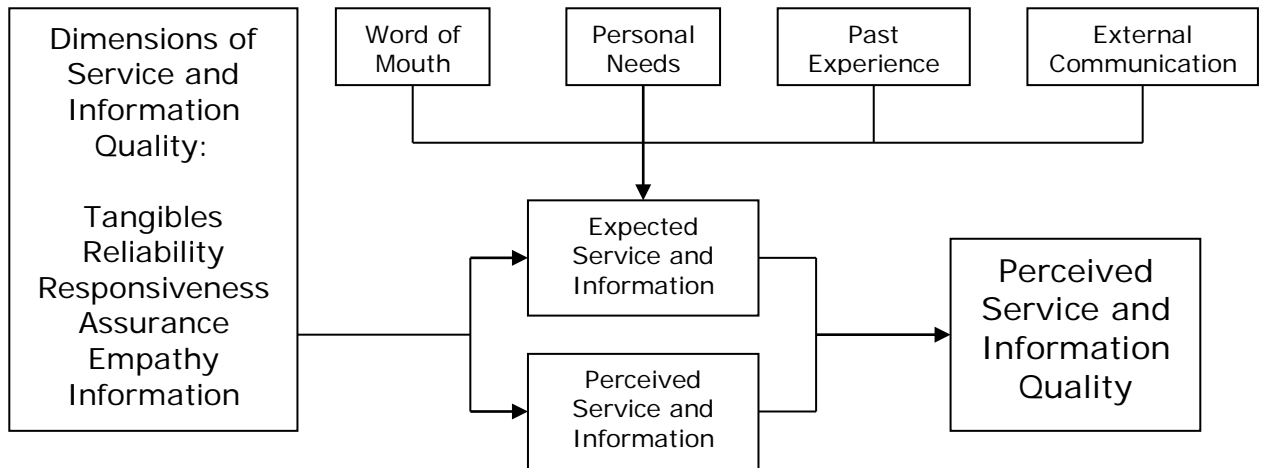 Dimensions of
Service and
Information
Quality:
Tangibles
Reliability
Responsiveness
Assurance
Empathy
Information
Word of
Mouth
Personal
Needs
Past
Experience
External
Communication
Expected
Service and
Information
Perceived
Service and
Information
Perceived
Service and
Information
Quality